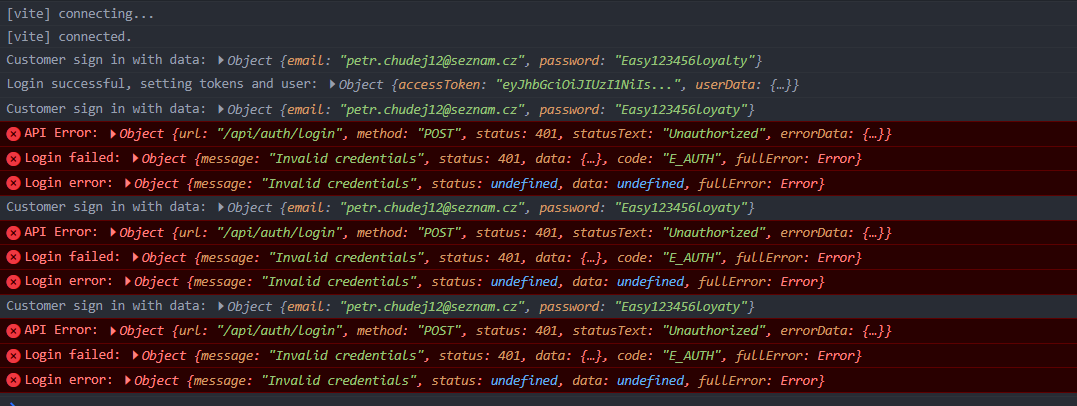 [vite] connecting...
[vite] connected.
Customer sign in with data: ▶Object {email: "petr.chudej12@seznam.cz", password: "Easy123456loyalty"}
Login successful, setting tokens and user: ▶Object {accessToken: "eyJhbGciOiJIUzI1NiIs...", userData: {…}}
Customer sign in with data: ▶Object {email: "petr.chudej12@seznam.cz", password: "Easy123456loyaty"}
API Error: ▶Object {url: "/api/auth/login", method: "POST", status: 401, statusText: "Unauthorized", errorData: {…}}
Login failed: ▶Object {message: "Invalid credentials", status: 401, data: {…}, code: "E_AUTH", fullError: Error}
Login error: ▶Object {message: "Invalid credentials", status: undefined, data: undefined, fullError: Error}
Customer sign in with data: ▶Object {email: "petr.chudej12@seznam.cz", password: "Easy123456loyaty"}
API Error: ▶Object {url: "/api/auth/login", method: "POST", status: 401, statusText: "Unauthorized", errorData: {…}}
Login failed: ▶Object {message: "Invalid credentials", status: 401, data: {…}, code: "E_AUTH", fullError: Error}
Login error: ▶Object {message: "Invalid credentials", status: undefined, data: undefined, fullError: Error}
Customer sign in with data: ▶Object {email: "petr.chudej12@seznam.cz", password: "Easy123456loyaty"}
API Error: ▶Object {url: "/api/auth/login", method: "POST", status: 401, statusText: "Unauthorized", errorData: {…}}
Login failed: ▶Object {message: "Invalid credentials", status: 401, data: {…}, code: "E_AUTH", fullError: Error}
Login error: ▶Object {message: "Invalid credentials", status: undefined, data: undefined, fullError: Error}